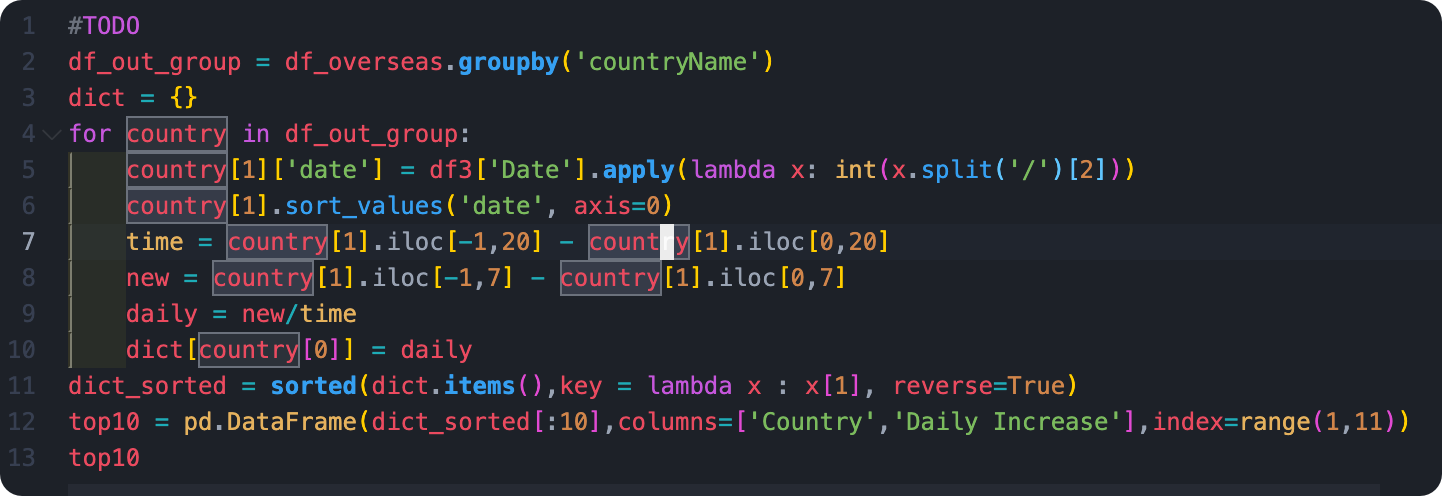 1 #TODO
2 df_out_group = df_overseas.groupby('countryName')
3 dict = {}
4 for country in df_out_group:
5     country[1]['date'] = df3['Date'].apply(lambda x: int(x.split('/')[2]))
6     country[1].sort_values('date', axis=0)
7     time = country[1].iloc[-1,20] - country[1].iloc[0,20]
8     new = country[1].iloc[-1,7] - country[1].iloc[0,7]
9     daily = new/time
10     dict[country[0]] = daily
11 dict_sorted = sorted(dict.items(),key = lambda x : x[1], reverse=True)
12 top10 = pd.DataFrame(dict_sorted[:10],columns=['Country','Daily Increase'],index=range(1,11))
13 top10